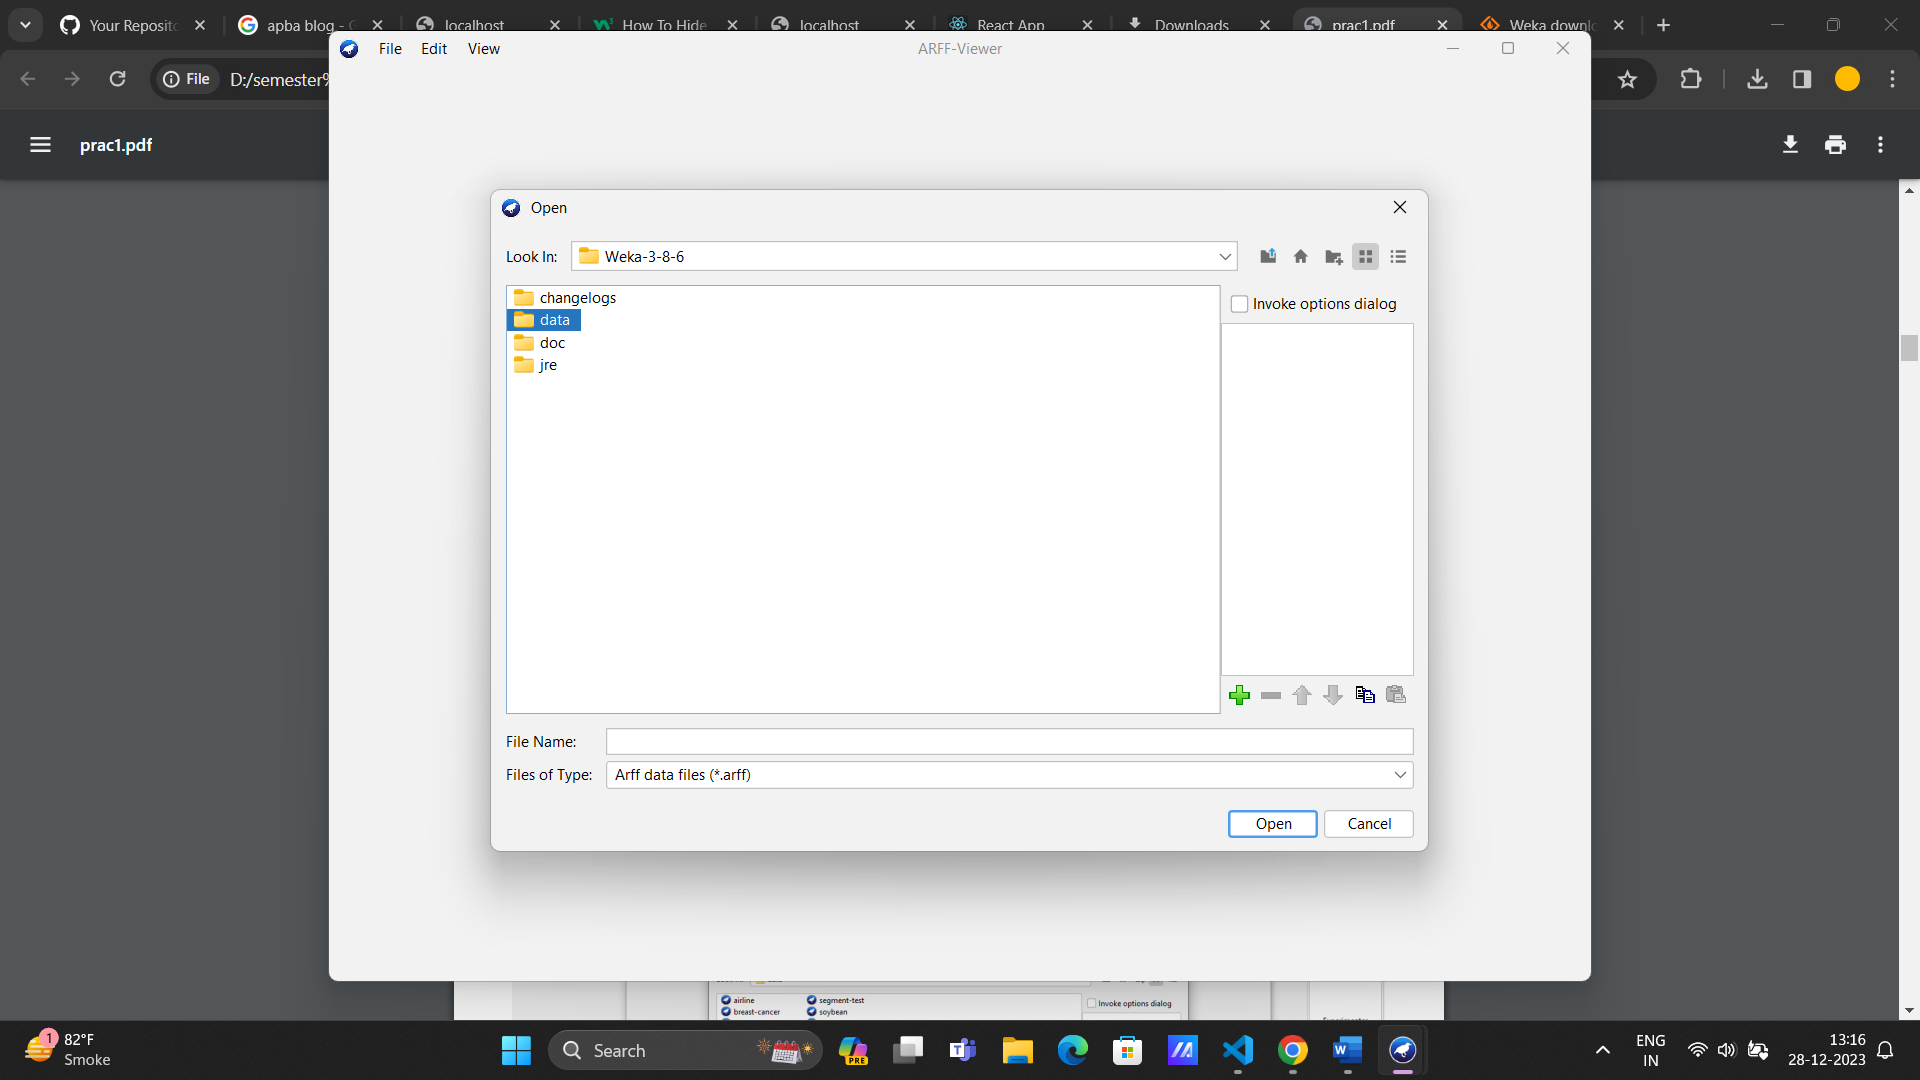 Your Reposito
apba blog - G
localhost
How To Hide
localhost
React App
Downloads
prac1.pdf
Weka downlo
File Edit View
ARFF-Viewer
File
D:/semester%
prac1.pdf
Open
Look In:
Weka-3-8-6
changelogs
data
doc
jre
Invoke options dialog
File Name:
Files of Type:
Arff data files (*.arff)
Open
Cancel
airline
segment-test
Invoke options dialog
breast-cancer
soybean
1
82°F
Smoke
Search
PRE
ENG
IN
13:16
28-12-2023